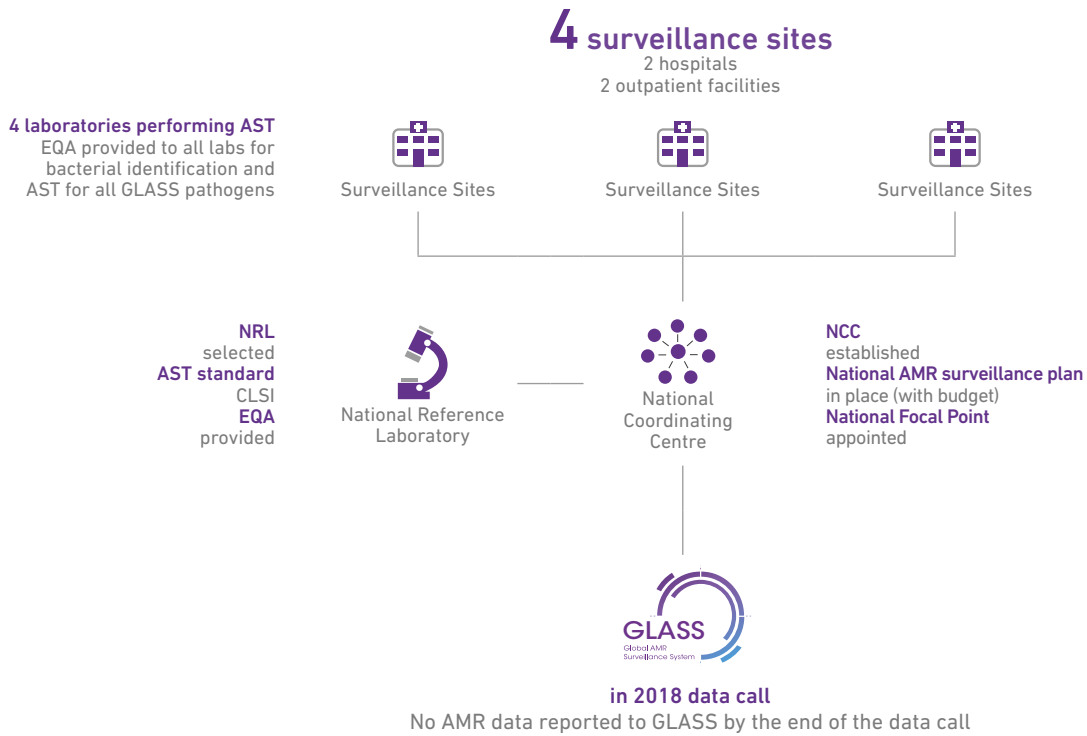 4 surveillance sites
2 hospitals
2 outpatient facilities
4 laboratories performing AST
EQA provided to all labs for
bacterial identification and
AST for all GLASS pathogens
Surveillance Sites
Surveillance Sites
Surveillance Sites
NRL
selected
AST standard
CLSI
EQA
provided
National Reference
Laboratory
National
Coordinating
Centre
NCC
established
National AMR surveillance plan
in place (with budget)
National Focal Point
appointed
GLASS
Global AMR
Surveillance System
in 2018 data call
No AMR data reported to GLASS by the end of the data call